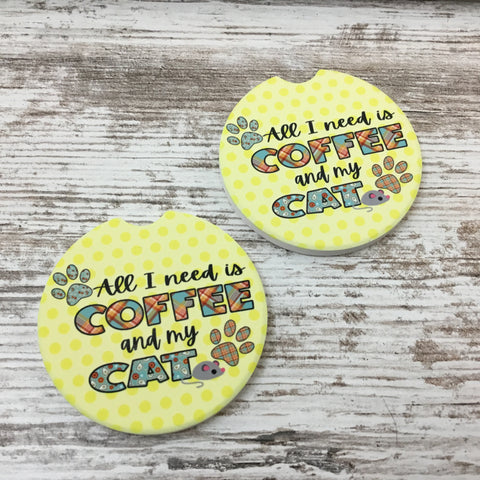 All I need is
COFFEE
and my
CAT
All I need is
COFFEE
and my
CAT